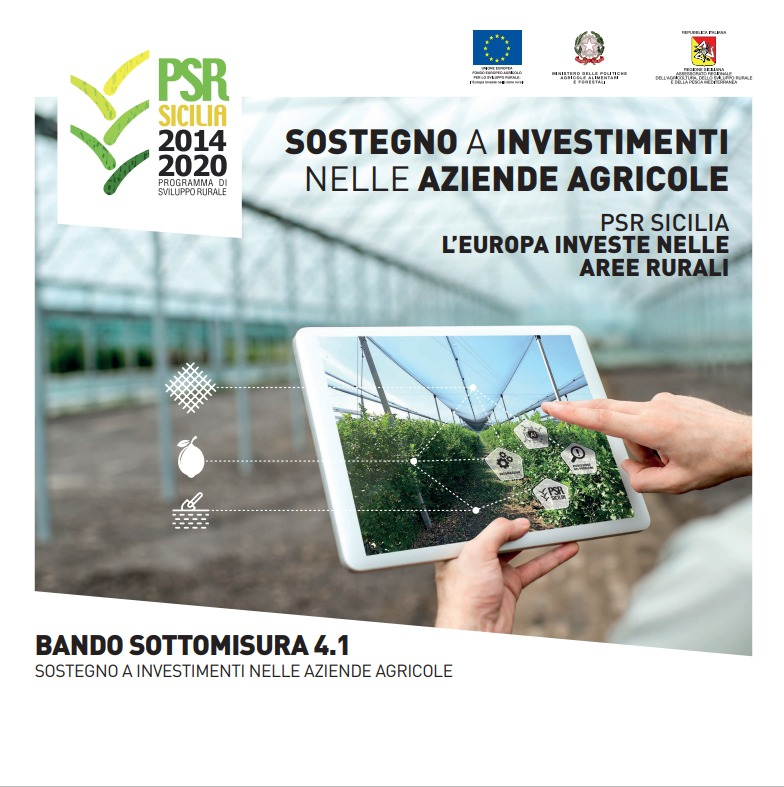 PSR
SICILIA
2014
2020
PROGRAMMA DI
SVILUPPO RURALE
UNIONE EUROPEA
FONDO EUROPEO AGRICOLO
PER LO SVILUPPO RURALE:
MINISTERO DELLE POLITICHE
AGRICOLE ALIMENTARI
E FORESTALI
REPUBBLICA ITALIANA
REGIONE SICILIANA
ASSESSORATO REGIONALE
DELL'AGRICOLTURA, DELLO SVILUPPO RURALE
E DELLA PESCA MEDITERRANEA
SOSTEGNO A INVESTIMENTI
NELLE AZIENDE AGRICOLE
PSR SICILIA
L'EUROPA INVESTE NELLE
AREE RURALI
PSR
SICILIA
BANDO SOTTOMISURA 4.1
SOSTEGNO A INVESTIMENTI NELLE AZIENDE AGRICOLE